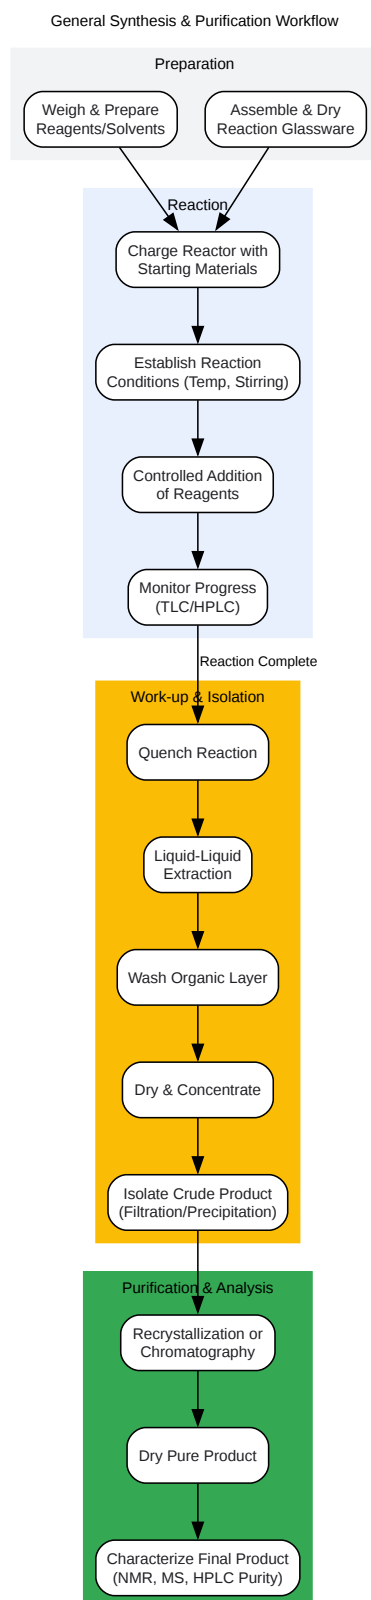 General Synthesis & Purification Workflow
Preparation
Weigh & Prepare
Reagents/Solvents
Assemble & Dry
Reaction Glassware
Reaction
Charge Reactor with
Starting Materials
Establish Reaction
Conditions (Temp, Stirring)
Controlled Addition
of Reagents
Monitor Progress
(TLC/HPLC)
Reaction Complete
Work-up & Isolation
Quench Reaction
Liquid-Liquid
Extraction
Wash Organic Layer
Dry & Concentrate
Isolate Crude Product
(Filtration/Precipitation)
Purification & Analysis
Recrystallization or
Chromatography
Dry Pure Product
Characterize Final Product
(NMR, MS, HPLC Purity)